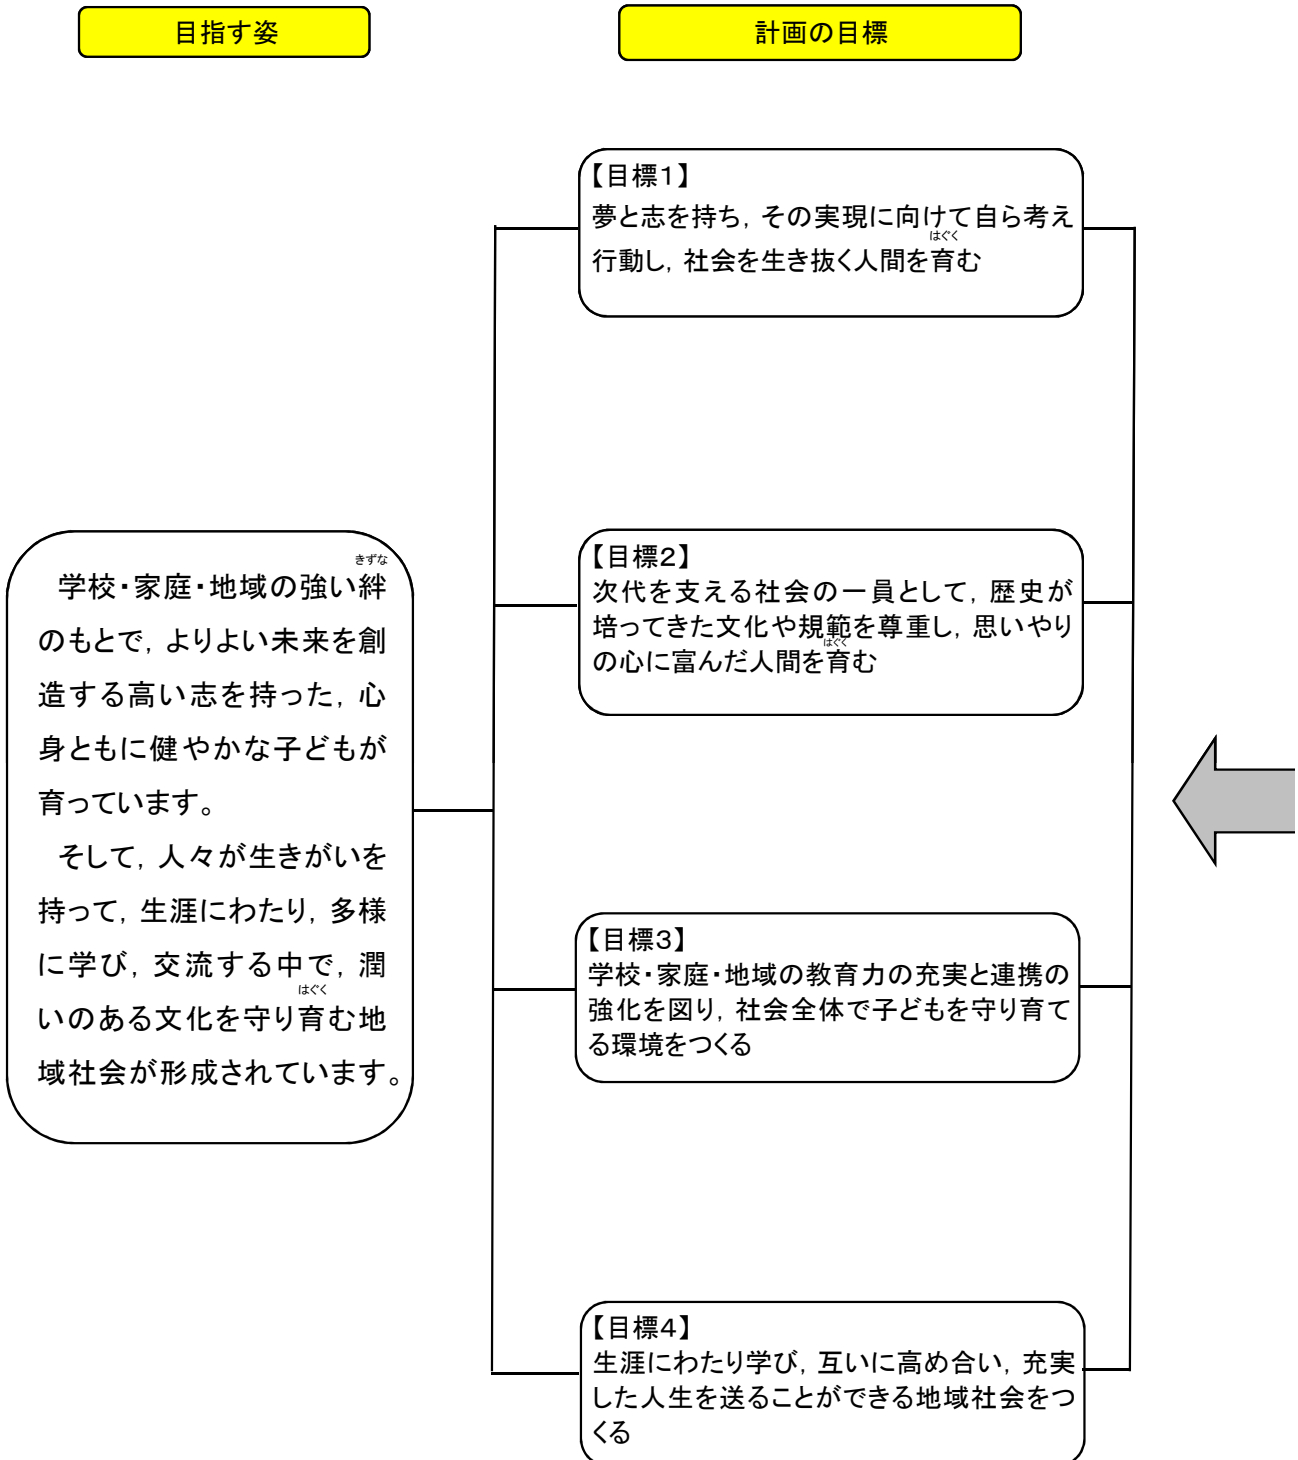 目指す姿
計画の目標
【目標1】
夢と志を持ち，その実現に向けて自ら考え
はぐく
行動し，社会を生き抜く人間を育む
【目標2】
次代を支える社会の一員として，歴史が
培ってきた文化や規範を尊重し，思いやり
はぐく
の心に富んだ人間を育む
きずな
学校・家庭・地域の強い絆
のもとで，よりよい未来を創
造する高い志を持った，心
身ともに健やかな子どもが
育っています。
そして，人々が生きがいを
持って，生涯にわたり，多様
に学び，交流する中で，潤
はぐく
いのある文化を守り育む地
域社会が形成されています。
【目標3】
学校・家庭・地域の教育力の充実と連携の
強化を図り，社会全体で子どもを守り育て
る環境をつくる
【目標4】
生涯にわたり学び，互いに高め合い，充実
した人生を送ることができる地域社会をつ
くる